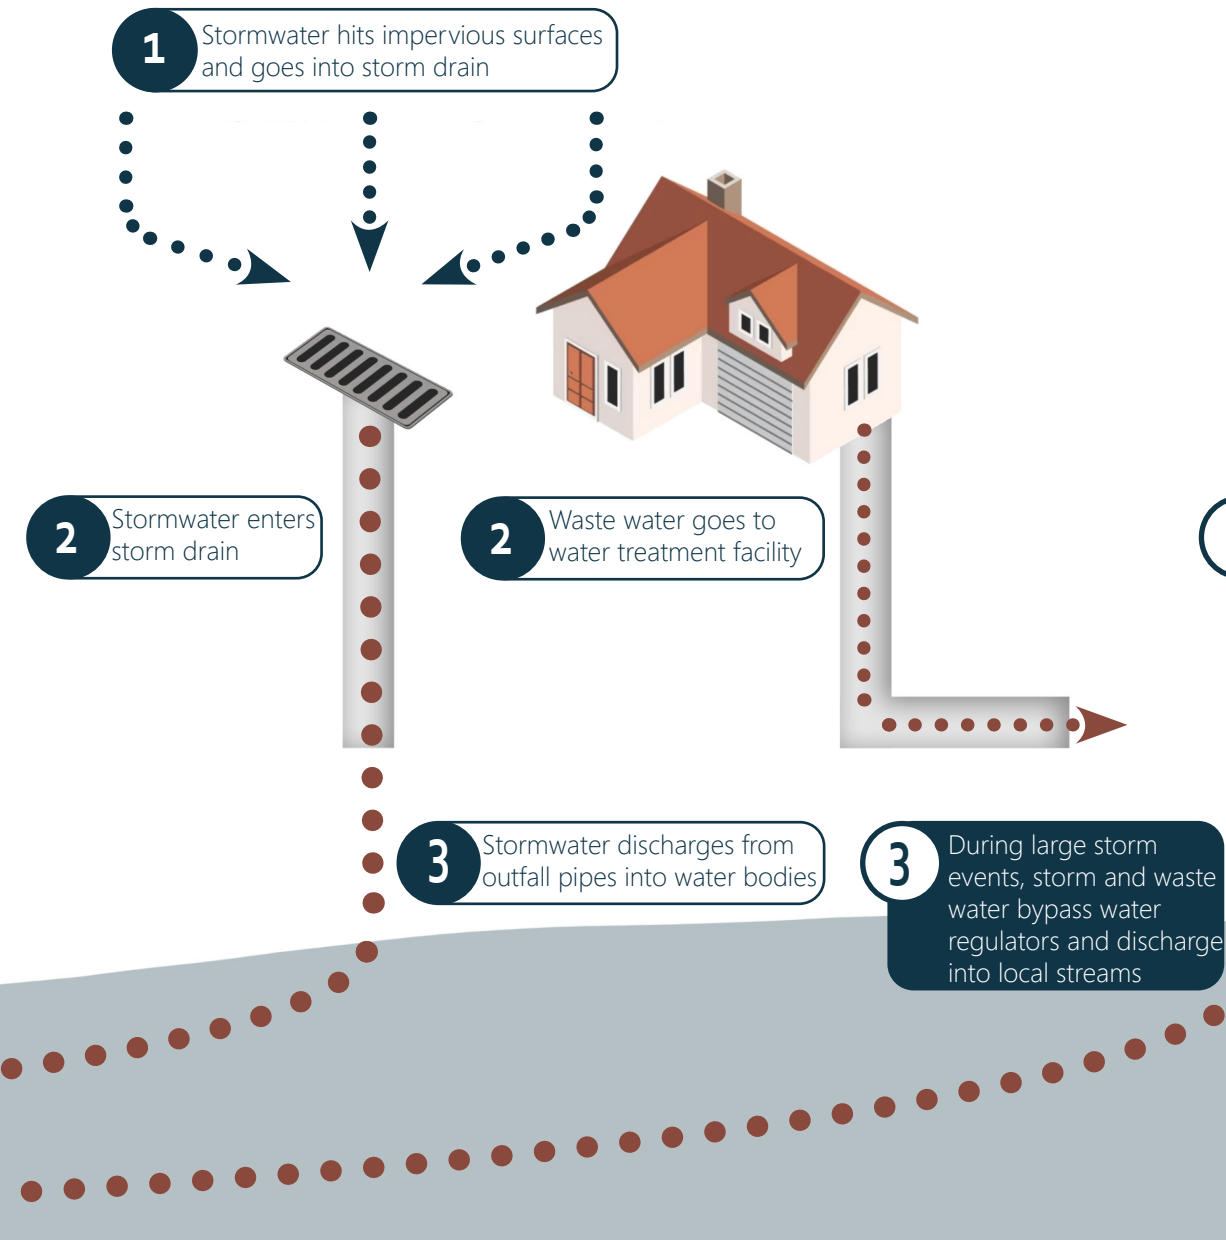 1
Stormwater hits impervious surfaces
and goes into storm drain
2
Stormwater enters
storm drain
2
Waste water goes to
water treatment facility
3
Stormwater discharges from
outfall pipes into water bodies
3
During large storm
events, storm and waste
water bypass water
regulators and discharge
into local streams